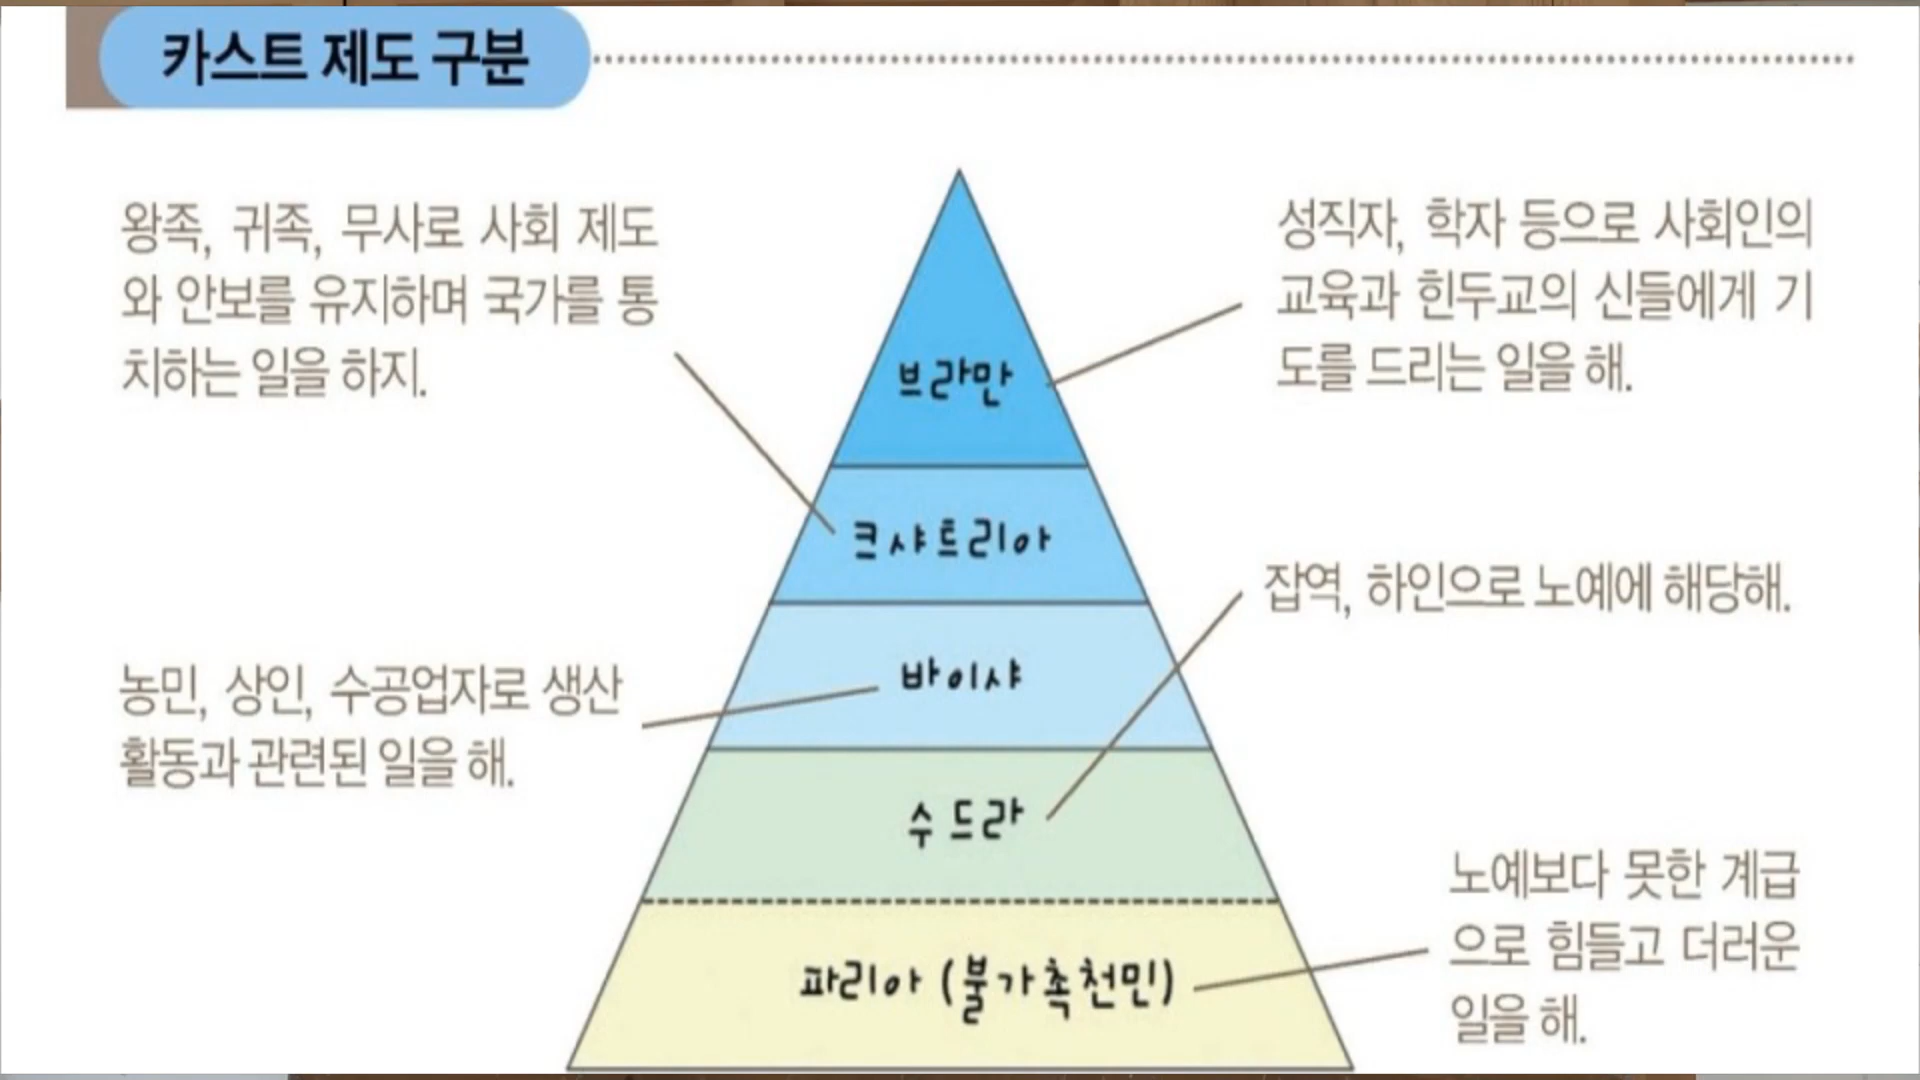 카스트 제도 구분
왕족, 귀족, 무사로 사회 제도
와 안보를 유지하며 국가를 통
치하는 일을 하지.
성직자, 학자 등으로 사회인의
교육과 힌두교의 신들에게 기
도를 드리는 일을 해.
브라만
크샤트리아
잡역, 하인으로 노예에 해당해.
바이샤
농민, 상인, 수공업자로 생산
활동과 관련된 일을 해.
수드라
노예보다 못한 계급
으로 힘들고 더러운
일을 해.
파리아 (불가촉천민)